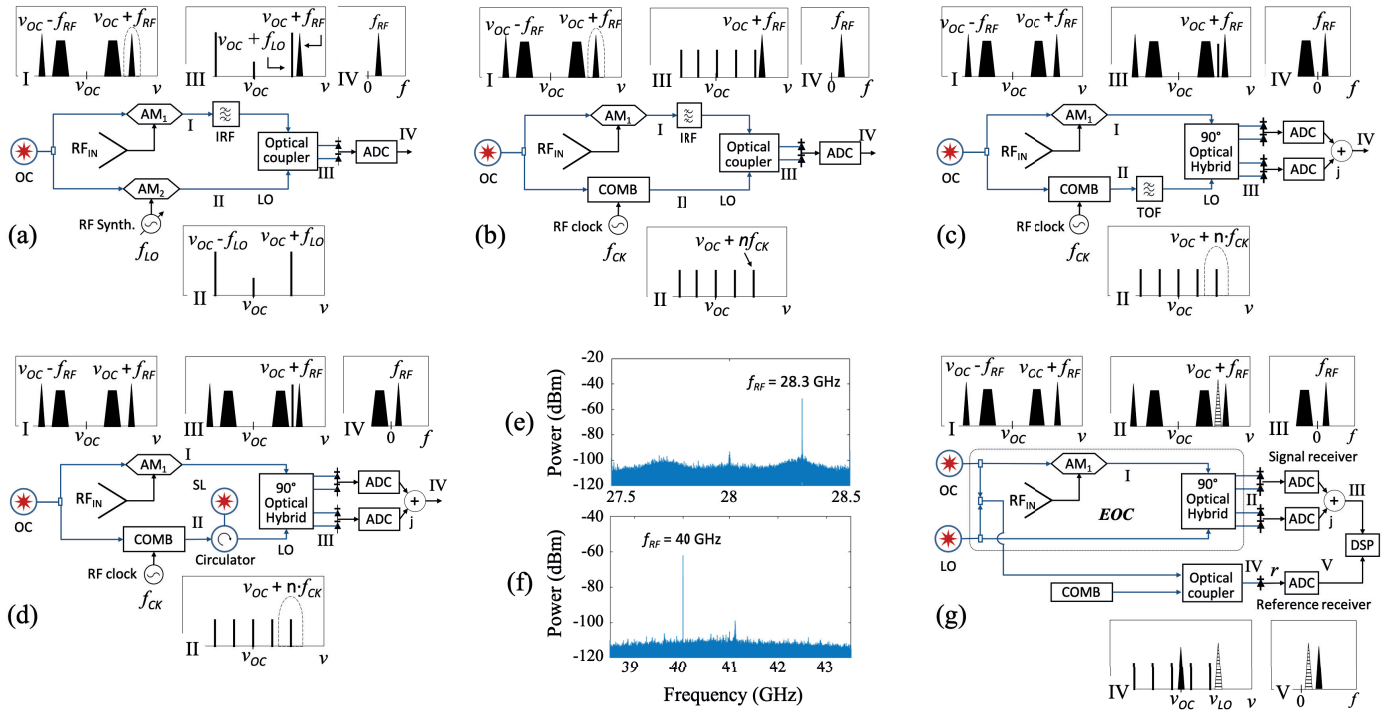 ν_OC - f_RF ν_OC + f_RF
I ν_OC
ν_OC + f_RF
ν_OC + f_LO
III ν_OC ν
f_RF
IV 0 f
AM₁ I IRF
RF_IN
OC
Optical coupler
III
ADC IV
AM₂ II LO
RF Synth.
f_LO
(a)
ν_OC - f_LO ν_OC + f_LO
II ν_OC ν
ν_OC - f_RF ν_OC + f_RF
I ν_OC
ν_OC + f_RF
III ν_OC ν
f_RF
IV 0 f
AM₁ I IRF
RF_IN
OC
Optical coupler
III
ADC IV
COMB II LO
RF clock
f_CK
(b)
ν_OC + nf_CK
II ν_OC ν
ν_OC - f_RF ν_OC + f_RF
I ν_OC ν
ν_OC + f_RF
III ν_OC ν
f_RF
IV 0 f
AM₁ I
RF_IN
OC
90° Optical Hybrid
III
ADC
ADC
+
j
IV
COMB II TOF LO
RF clock
f_CK
(c)
ν_OC + n·f_CK
II ν_OC ν
ν_OC - f_RF ν_OC + f_RF
I ν_OC ν
ν_OC + f_RF
III ν_OC ν
f_RF
IV 0 f
AM₁ I
RF_IN
SL
OC
90° Optical Hybrid
III
ADC
ADC
+
j
IV
COMB II Circulator LO
RF clock
f_CK
(d)
ν_OC + n·f_CK
II ν_OC ν
(e)
Power (dBm)
-20
-40
-60
-80
-100
-120
f_RF = 28.3 GHz
27.5 28 28.5
(f)
Power (dBm)
-40
-60
-80
-100
-120
f_RF = 40 GHz
39 40 41 42 43
Frequency (GHz)
ν_OC - f_RF ν_CC + f_RF
I ν_OC ν
ν_OC + f_RF
II ν_OC ν
f_RF
III 0 f
Signal receiver
AM₁ I
RF_IN
OC
EOC
90° Optical Hybrid
II
ADC
ADC
+
j
III
LO
DSP
COMB
Optical coupler
IV r ADC V
Reference receiver
(g)
IV ν_OC ν_LO ν
V 0 f